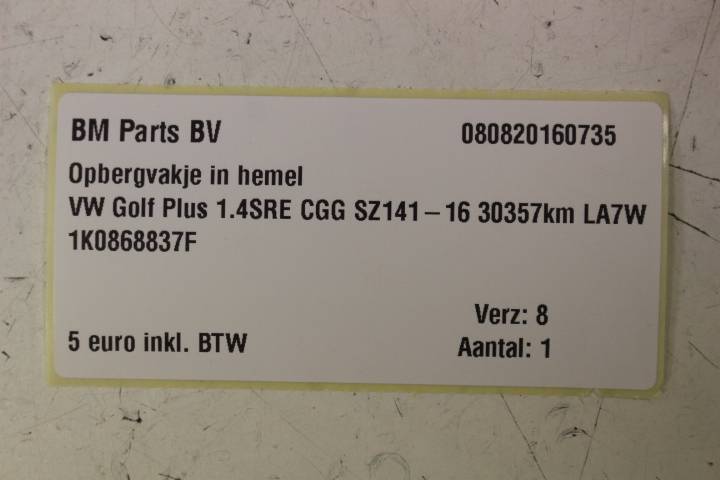 BM Parts BV 080820160735
Opbergvakje in hemel
VW Golf Plus 1.4SRE CGG SZ141-16 30357km LA7W
1K0868837F
Verz: 8
5 euro inkl. BTW Aantal: 1